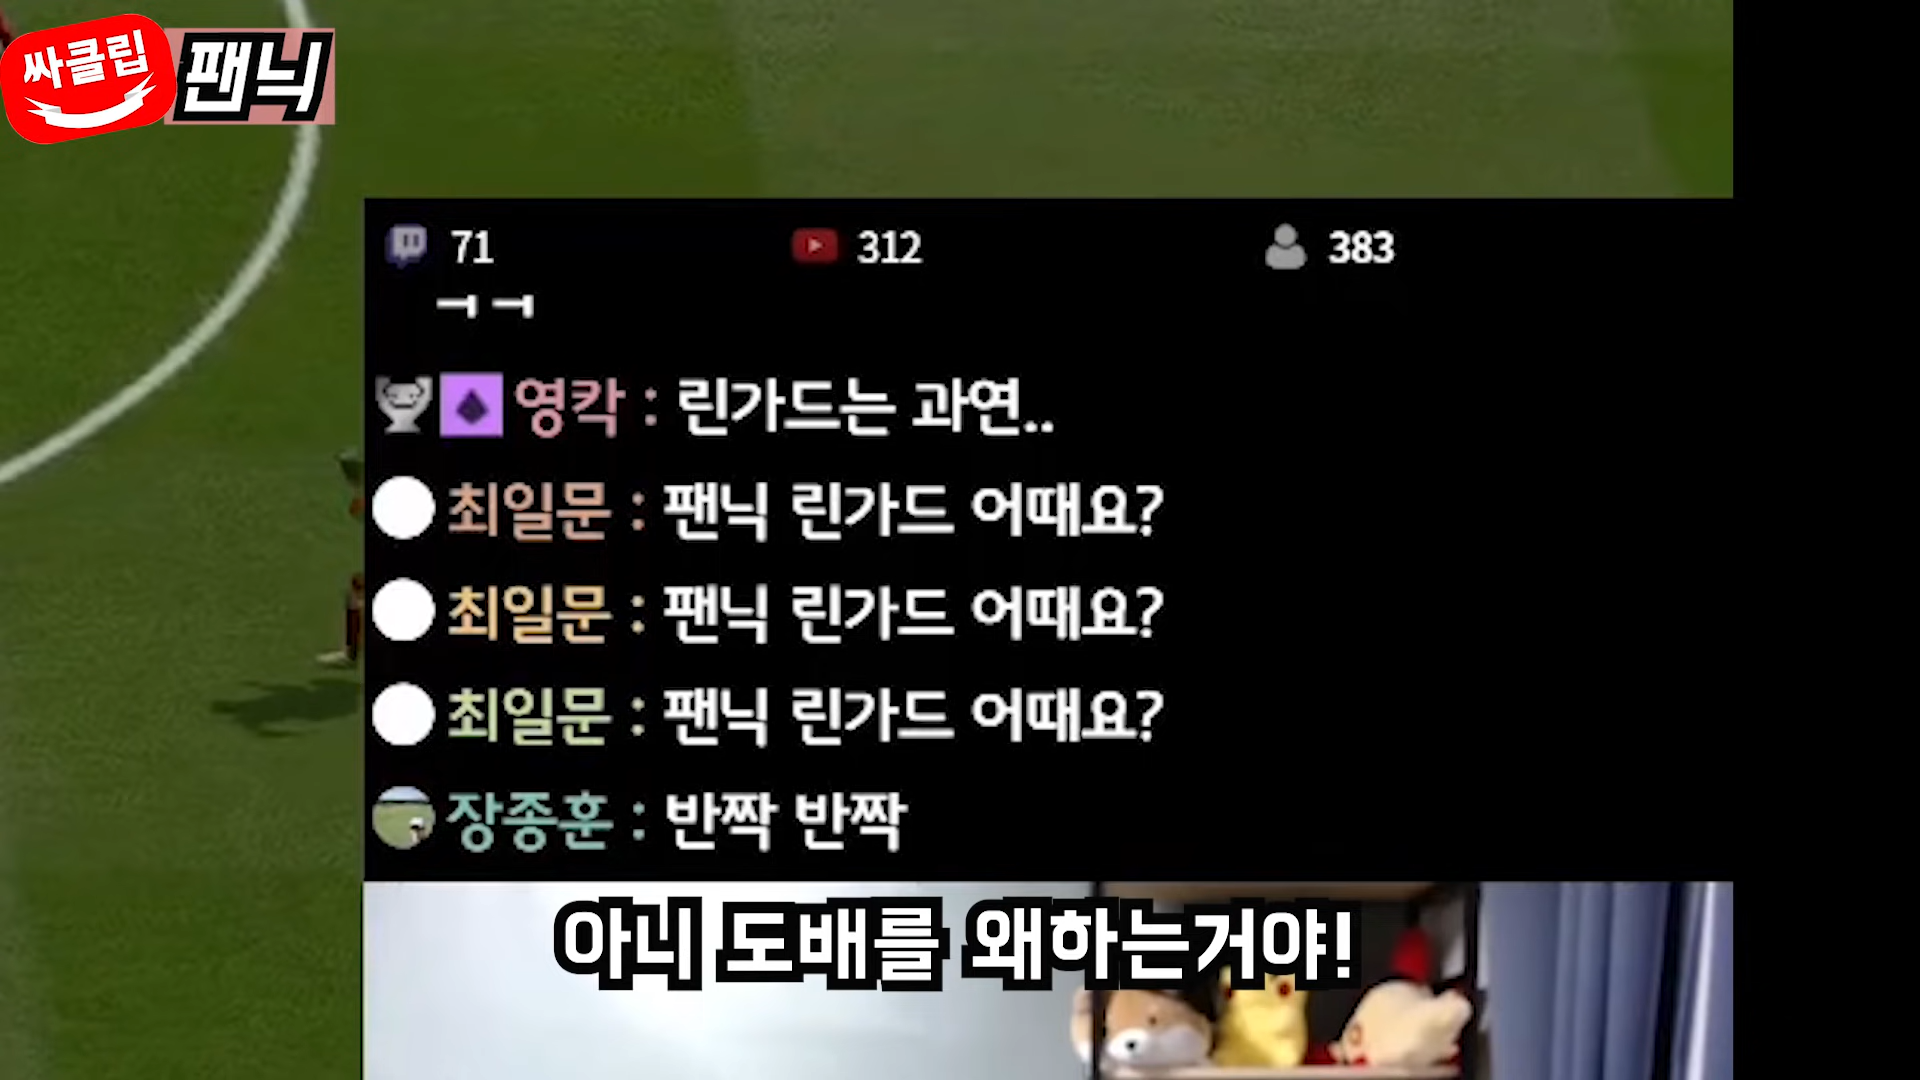 싸클립 팬닉
71 312 383
ㅋㅋ
영칵 : 린가드는 과연..
최일문 : 팬닉 린가드 어때요?
최일문 : 팬닉 린가드 어때요?
최일문 : 팬닉 린가드 어때요?
장종훈 : 반짝 반짝
아니 도배를 왜하는거야!